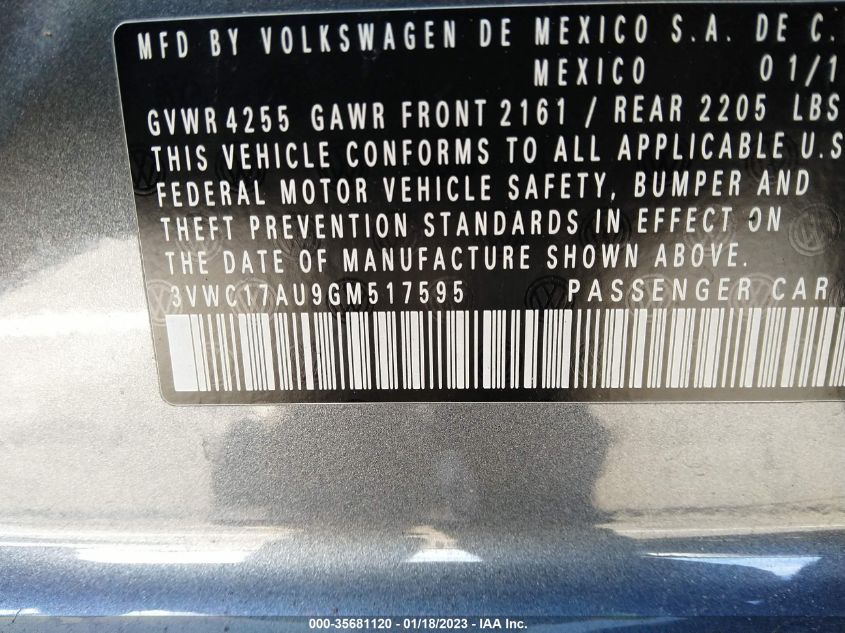 MFD BY VOLKSWAGEN DE MEXICO S.A. DE C.
MEXICO 01/1
GVWR 4255 GAWR FRONT 2161 / REAR 2205 LBS
THIS VEHICLE CONFORMS TO ALL APPLICABLE U.S
FEDERAL MOTOR VEHICLE SAFETY, BUMPER AND
THEFT PREVENTION STANDARDS IN EFFECT ON
THE DATE OF MANUFACTURE SHOWN ABOVE.
3VWC17AU9GM517595 PASSENGER CAR
000-35681120 - 01/18/2023 - IAA Inc.